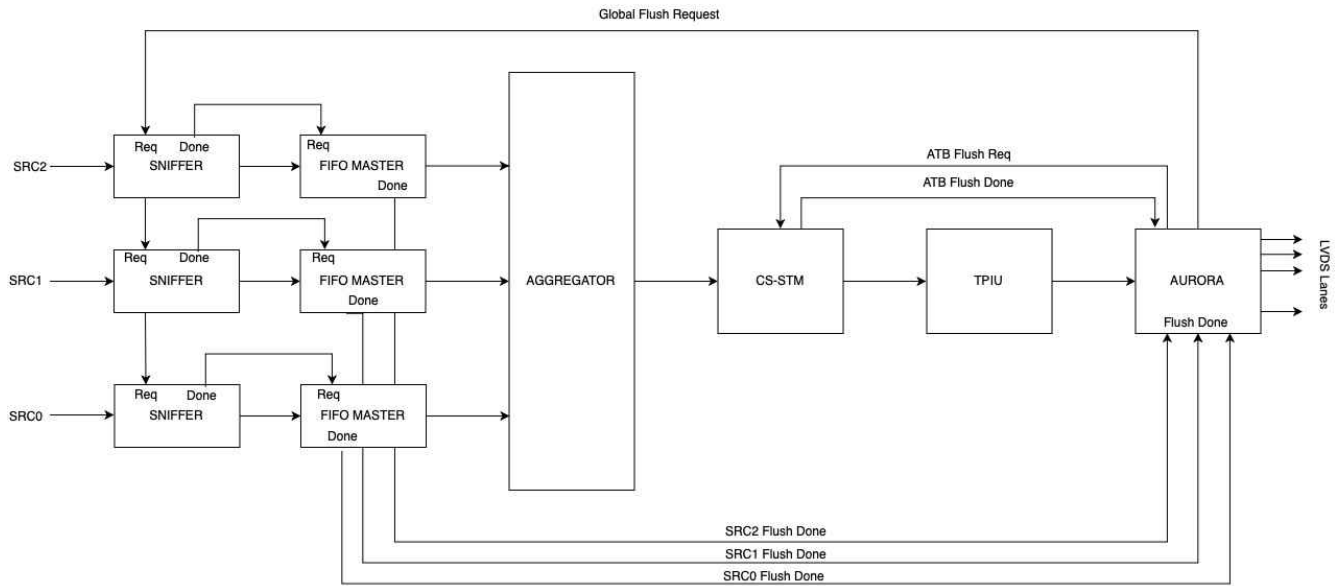 Global Flush Request
Req Done
SRC2
SNIFFER
Req
FIFO MASTER
Done
ATB Flush Req
ATB Flush Done
Req Done
SRC1
SNIFFER
Req
FIFO MASTER
Done
AGGREGATOR
CS-STM
TPIU
AURORA
Flush Done
LVDS Lanes
Req Done
SRC0
SNIFFER
Req
FIFO MASTER
Done
SRC2 Flush Done
SRC1 Flush Done
SRC0 Flush Done